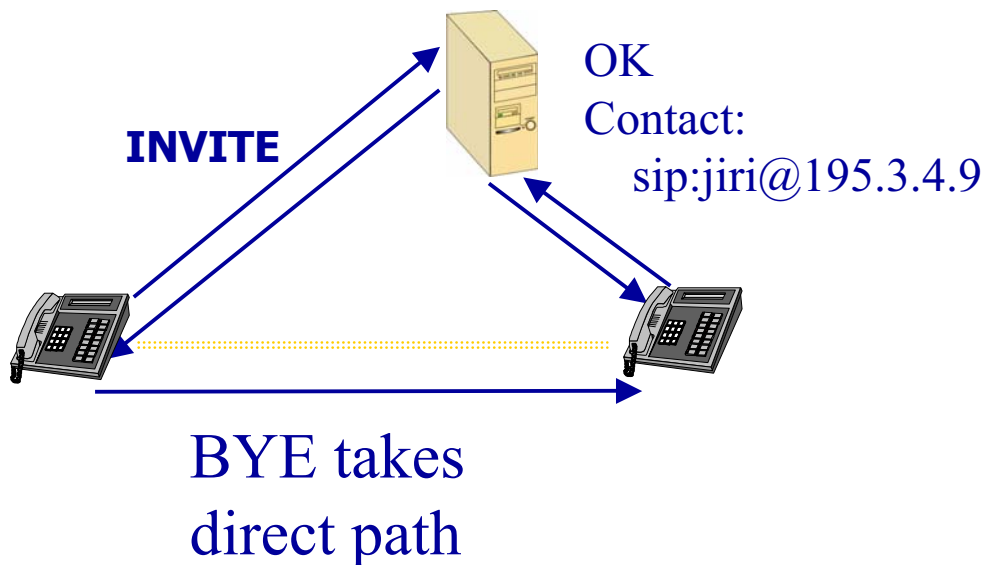 INVITE
OK
Contact:
sip:jiri@195.3.4.9
BYE takes
direct path